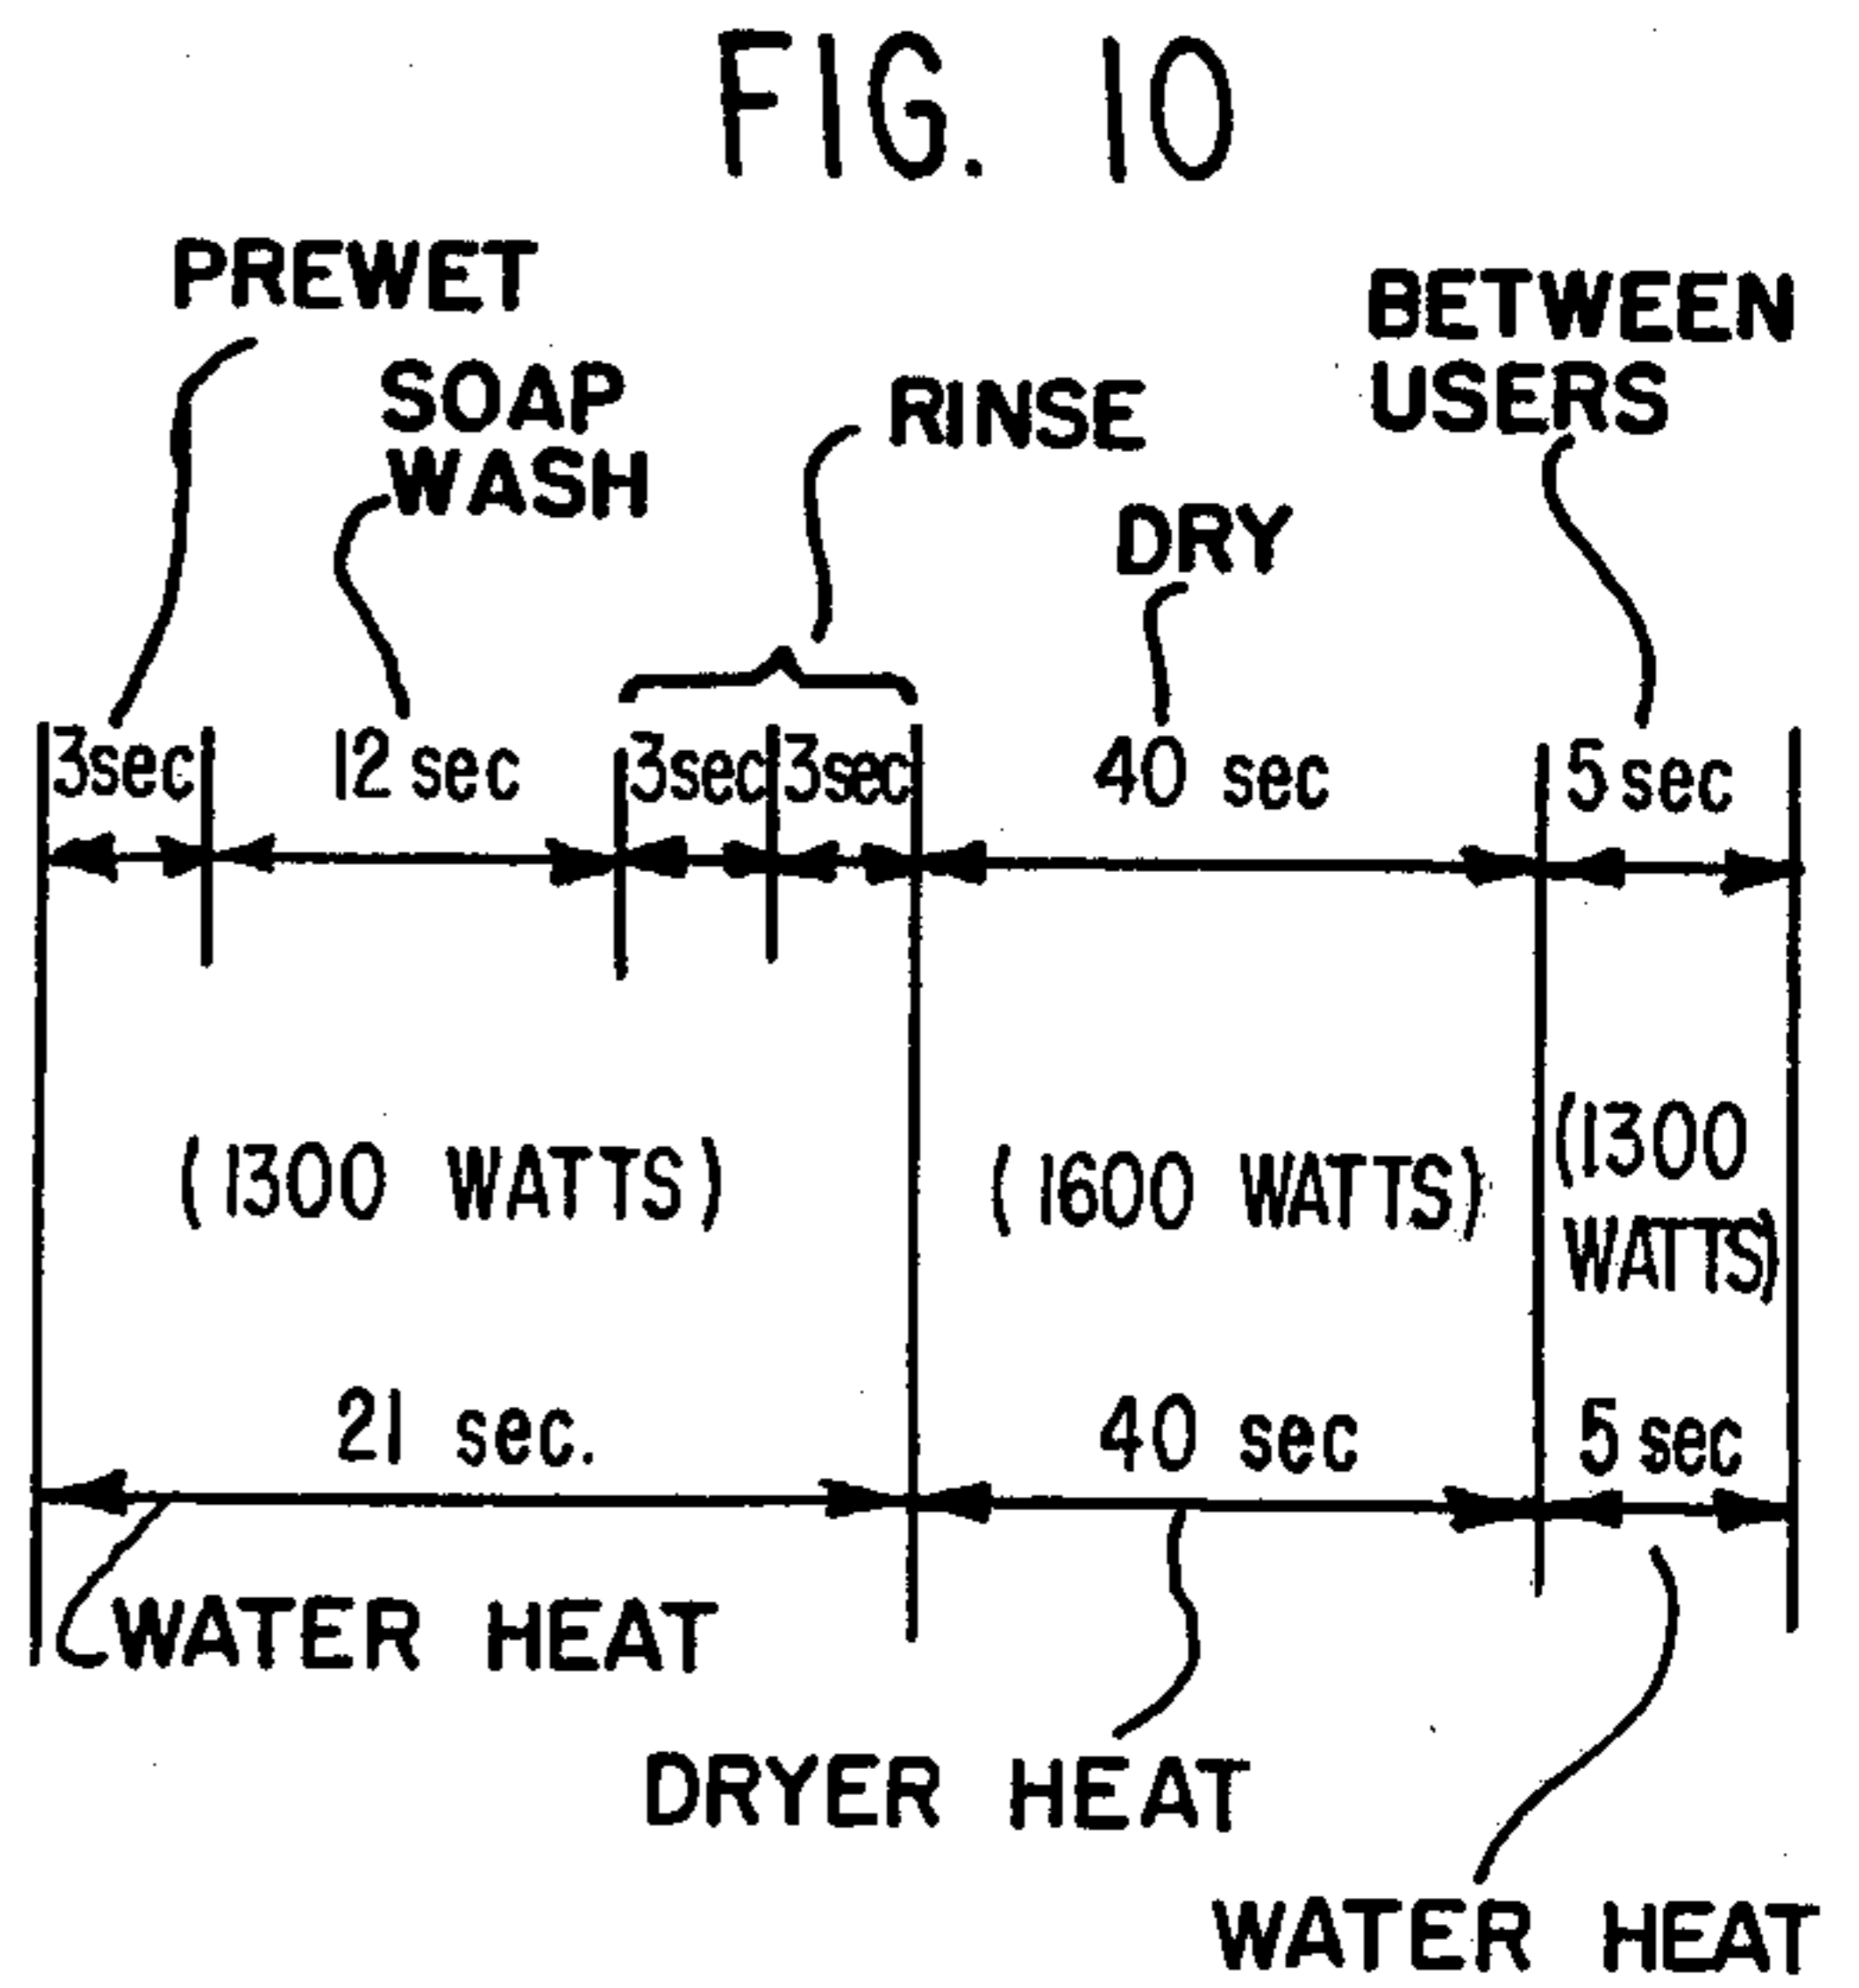 FIG. 10
PREWET
SOAP
WASH
RINSE
DRY
BETWEEN
USERS
3sec
12 sec
3sec
3sec
40 sec
5 sec
(1300 WATTS)
(1600 WATTS)
(1300
WATTS)
21 sec.
40 sec
5 sec
WATER HEAT
DRYER HEAT
WATER HEAT